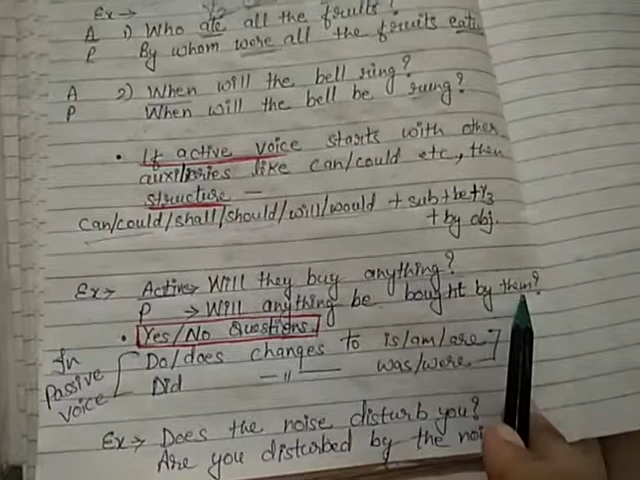 Ex → V2
A 1) Who ate all the fruits?
P By whom were all the fruits eaten
A 2) When will the bell ring?
P When will the bell be rung?
• If active voice starts with other
auxiliaries like can/could etc, then
structure —
can/could/shall/should/will/would + sub + be + V3
+ by obj.
Ex → Active → Will they buy anything?
P → Will anything be bought by them?
• Yes/No Questions
In Passive voice
Do/does changes to is/am/are
Did —〃— was/were
Ex → Does the noise disturb you?
Are you disturbed by the